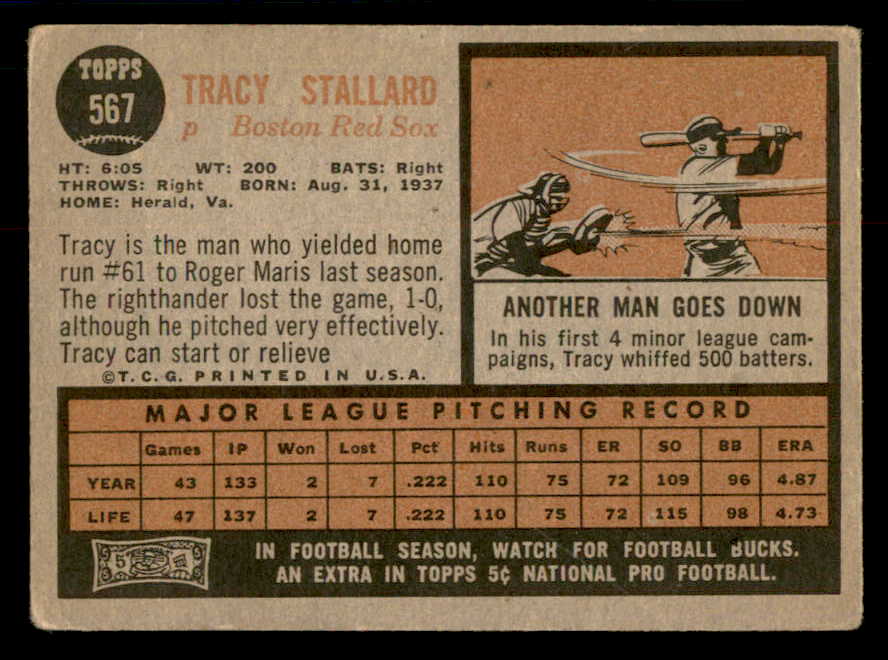 TOPPS
567
TRACY STALLARD
p Boston Red Sox
HT: 6:05 WT: 200 BATS: Right
THROWS: Right BORN: Aug. 31, 1937
HOME: Herald, Va.
Tracy is the man who yielded home
run #61 to Roger Maris last season.
The righthander lost the game, 1-0,
although he pitched very effectively.
Tracy can start or relieve
©T.C.G. PRINTED IN U.S.A.
ANOTHER MAN GOES DOWN
In his first 4 minor league cam-
paigns, Tracy whiffed 500 batters.
MAJOR LEAGUE PITCHING RECORD
Games IP Won Lost Pct Hits Runs ER SO BB ERA
YEAR 43 133 2 7 .222 110 75 72 109 96 4.87
LIFE 47 137 2 7 .222 110 75 72 115 98 4.73
5
IN FOOTBALL SEASON, WATCH FOR FOOTBALL BUCKS.
AN EXTRA IN TOPPS 5¢ NATIONAL PRO FOOTBALL.